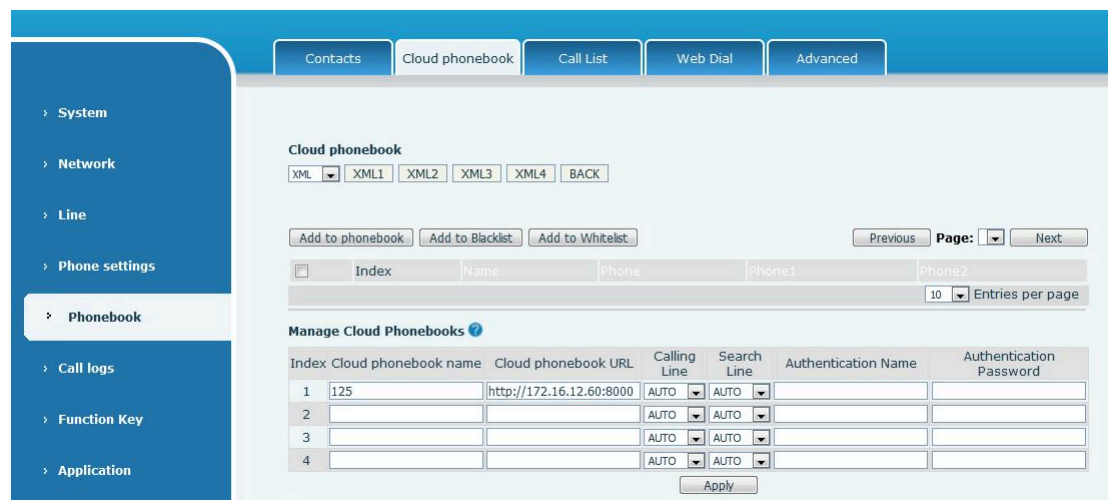 Contacts Cloud phonebook Call List Web Dial Advanced
› System
› Network
› Line
› Phone settings
› Phonebook
› Call logs
› Function Key
› Application
Cloud phonebook
XML XML1 XML2 XML3 XML4 BACK
Add to phonebook Add to Blacklist Add to Whitelist Previous Page: Next
Index Name Phone Phone1 Phone2
10 Entries per page
Manage Cloud Phonebooks ?
Index Cloud phonebook name Cloud phonebook URL Calling Line Search Line Authentication Name Authentication Password
1 125 http://172.16.12.60:8000 AUTO AUTO
2 AUTO AUTO
3 AUTO AUTO
4 AUTO AUTO
Apply